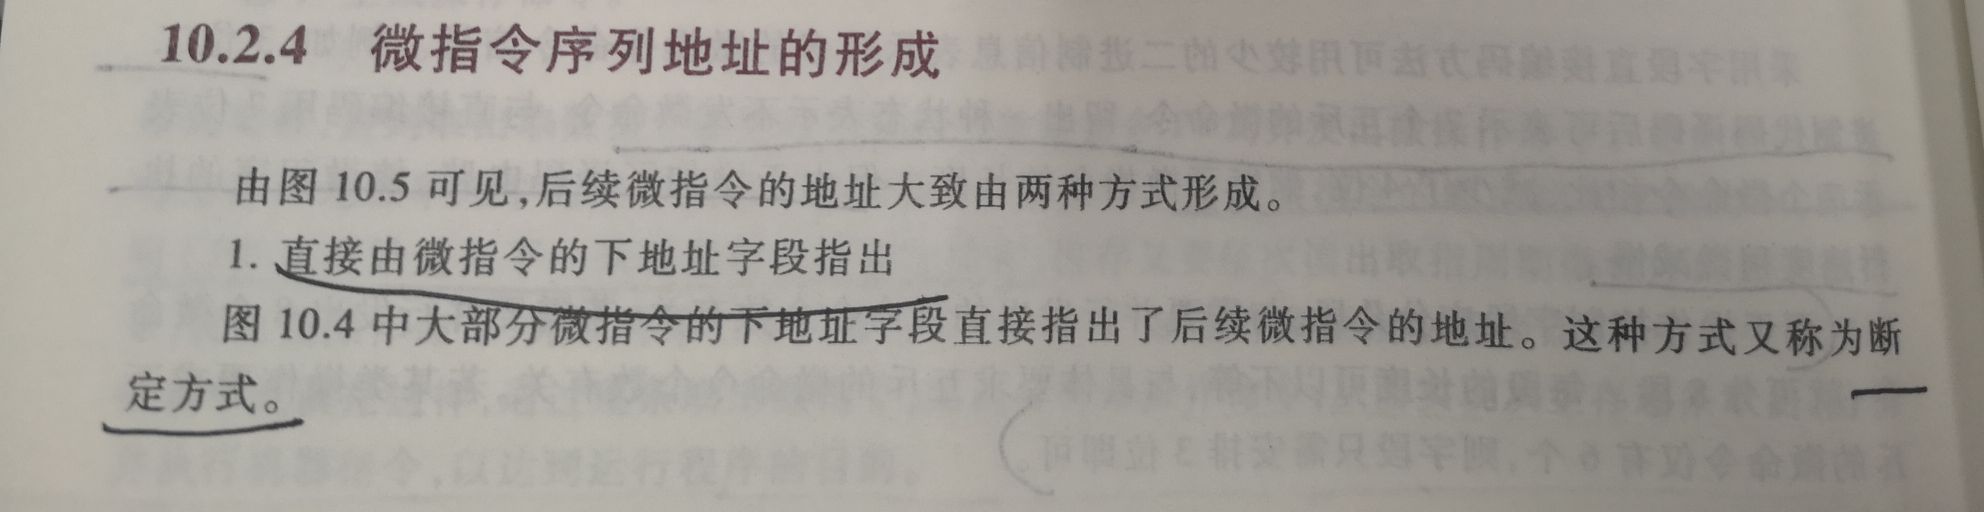 10.2.4 微指令序列地址的形成
由图 10.5 可见,后续微指令的地址大致由两种方式形成。
1. 直接由微指令的下地址字段指出
图 10.4 中大部分微指令的下地址字段直接指出了后续微指令的地址。这种方式又称为断
定方式。